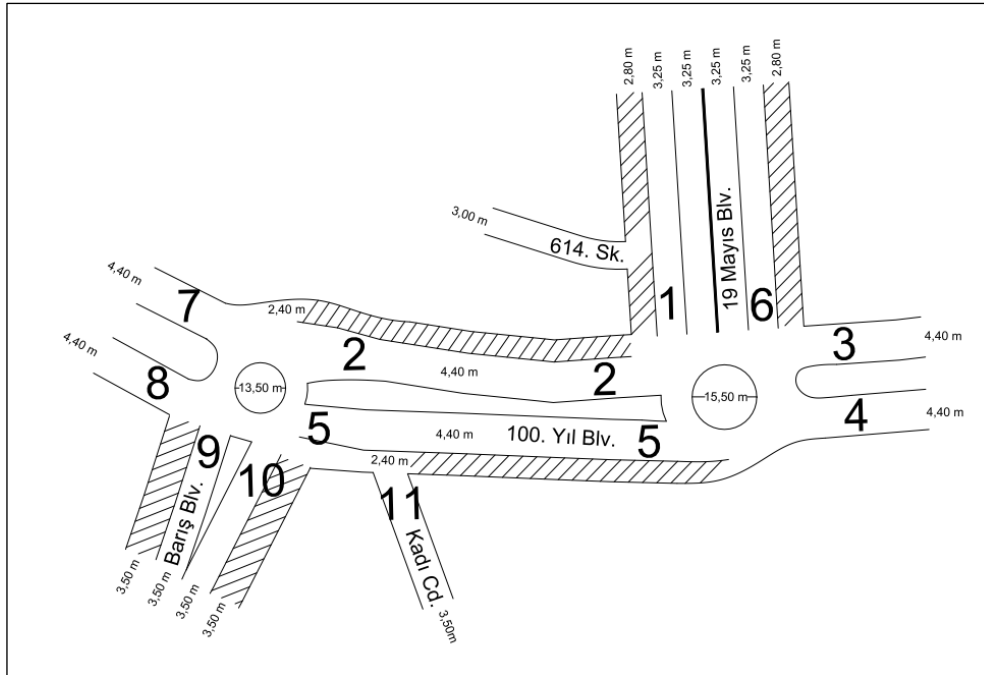 2,80 m
3,25 m
3,25 m
3,25 m
3,25 m
2,80 m
3,00 m
614. Sk.
19 Mayıs Blv.
1
6
4,40 m
7
2,40 m
2
3
4,40 m
4,40 m
8
13,50 m
4,40 m
2
15,50 m
4
4,40 m
5
4,40 m
100. Yıl Blv.
5
9
10
2,40 m
11
Barış Blv.
Kadı Cd.
3,50 m
3,50 m
3,50 m
3,50 m
3,50m